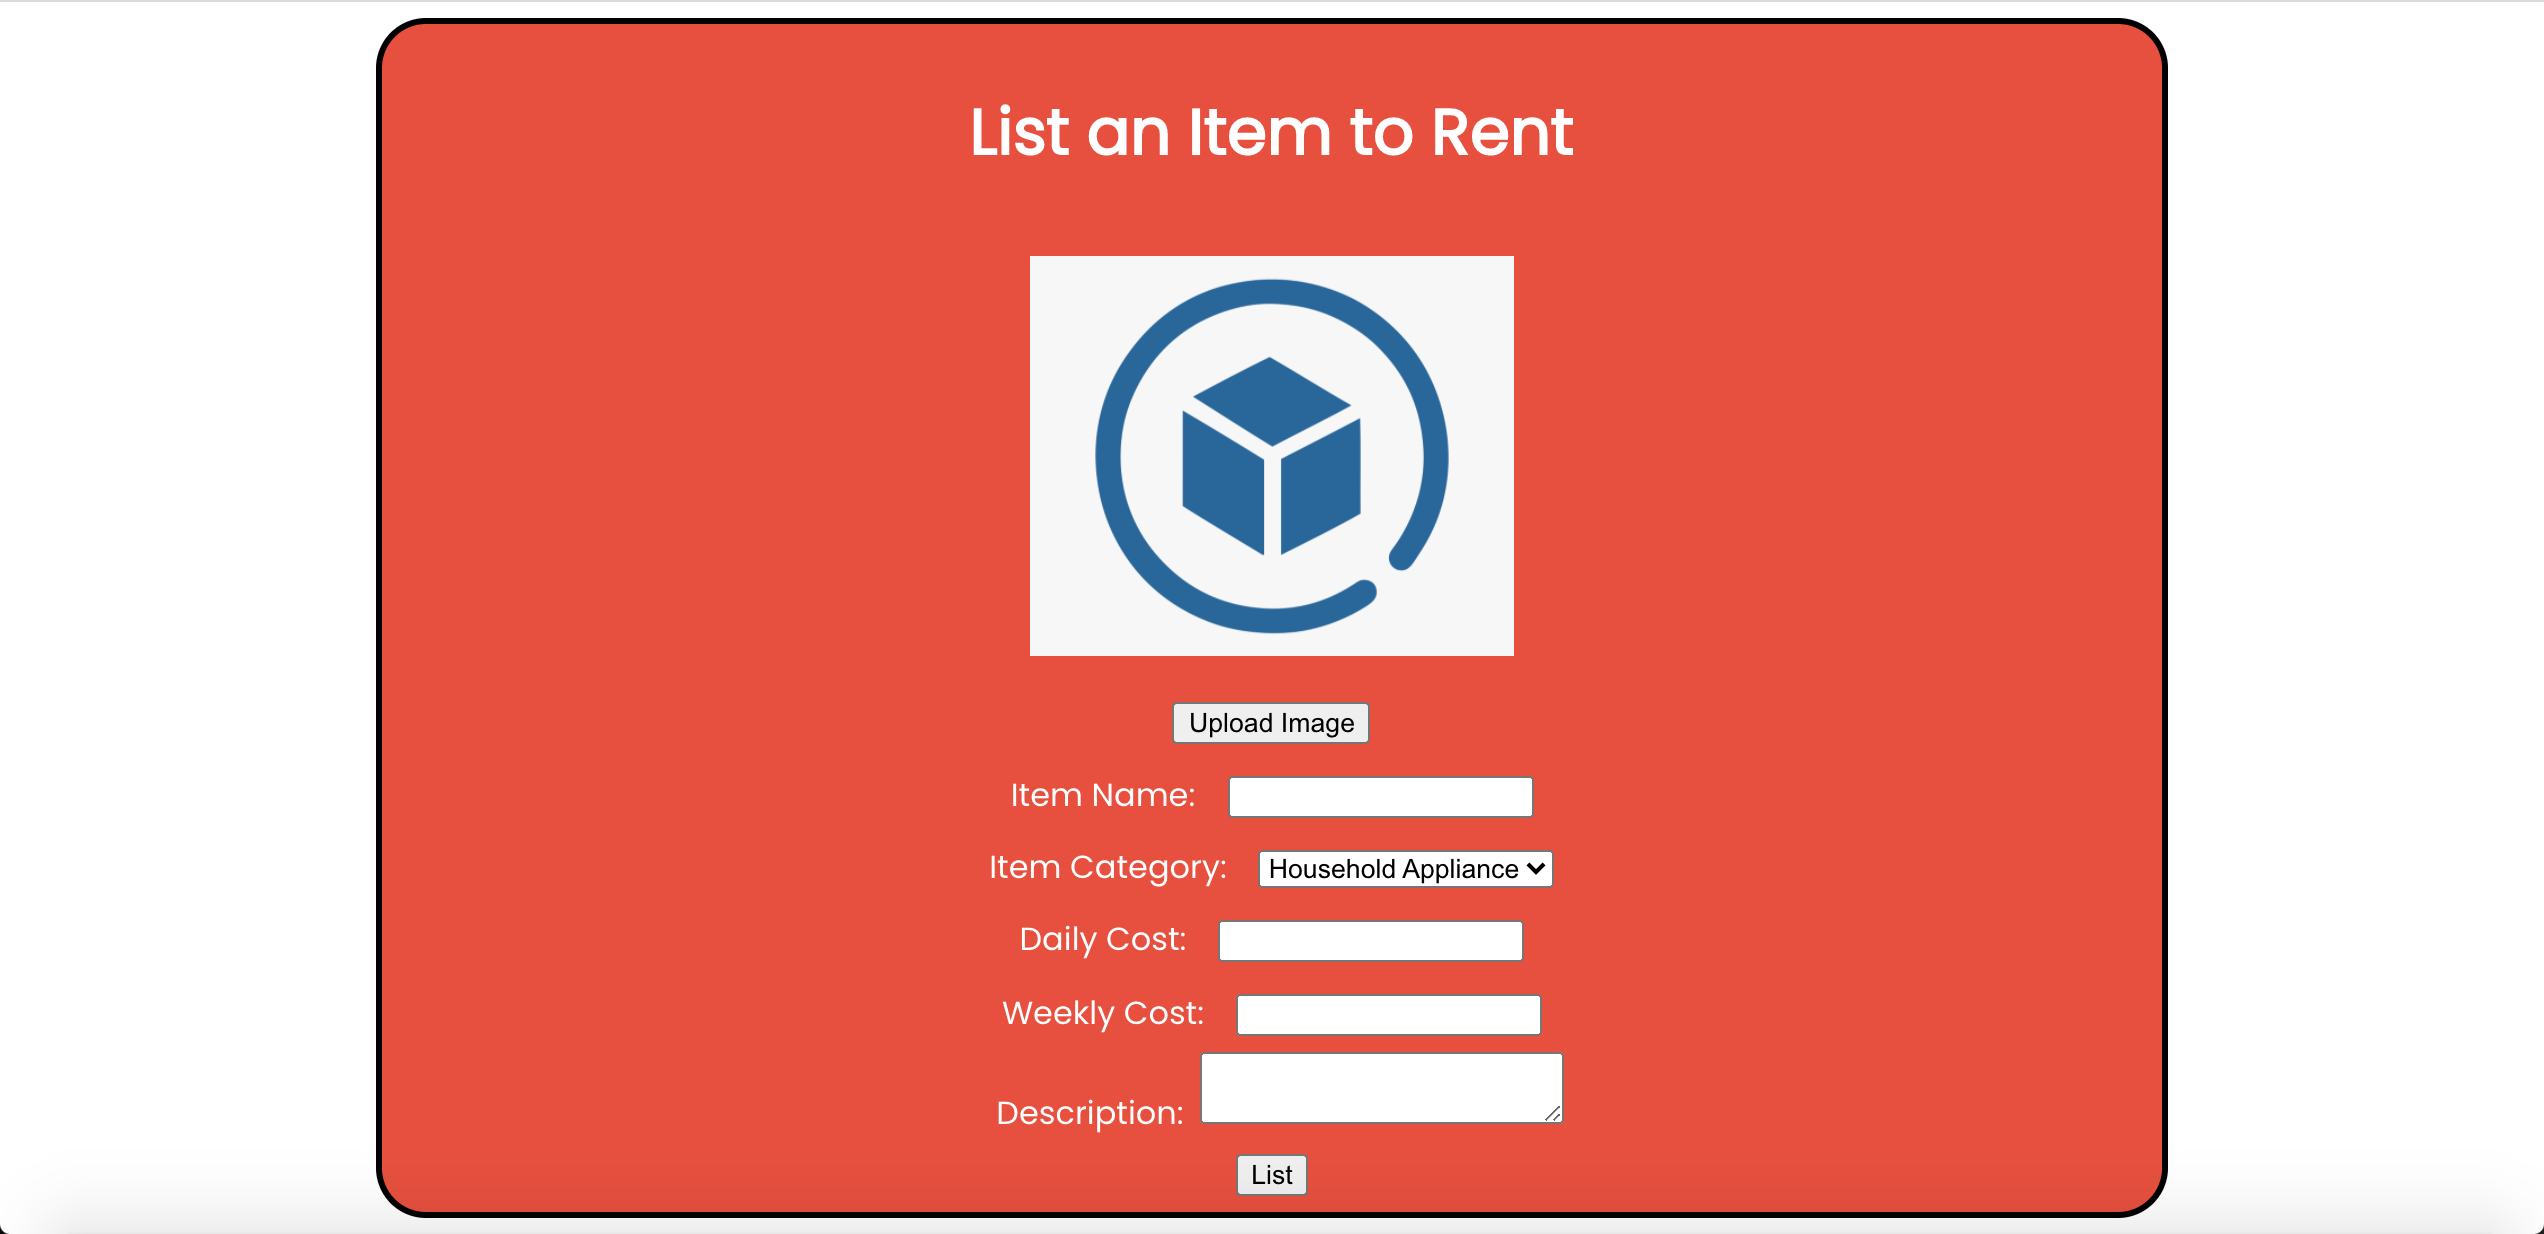 List an Item to Rent
Upload Image
Item Name:
Item Category: Household Appliance
Daily Cost:
Weekly Cost:
Description:
List